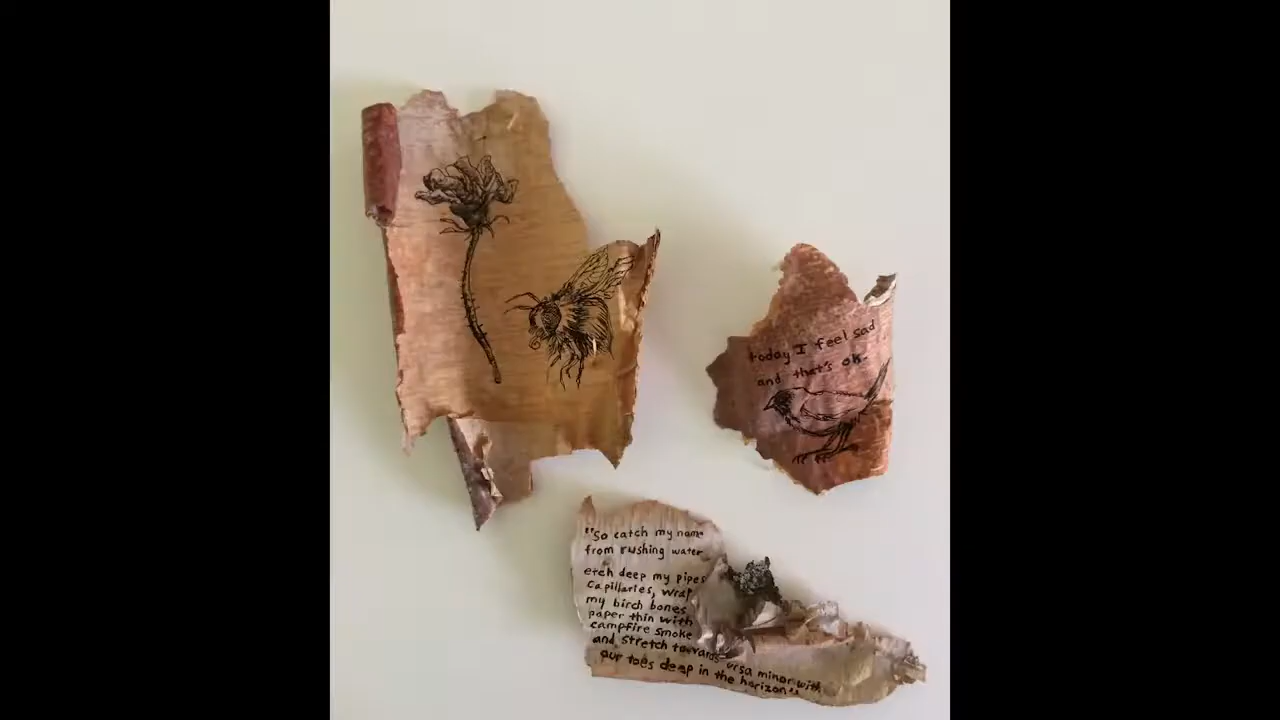 today I feel sad
and that's ok.
"So catch my name
from rushing water
etch deep my pipes
capillaries, wrap
my birch bones
paper thin with
campfire smoke
and stretch towards ursa minor with
our toes deep in the horizon"